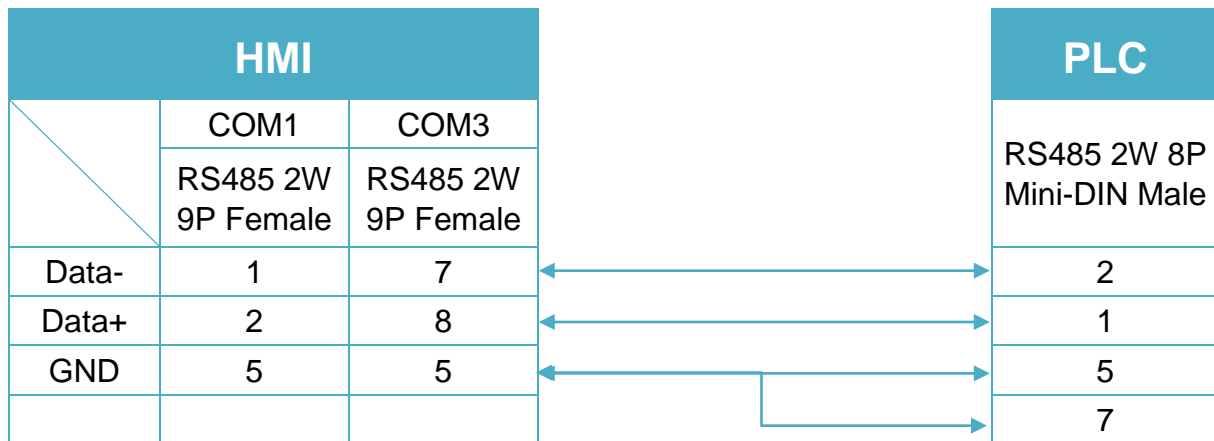 HMI PLC
COM1 COM3
RS485 2W 9P Female RS485 2W 9P Female RS485 2W 8P Mini-DIN Male
Data- 1 7 2
Data+ 2 8 1
GND 5 5 5
7